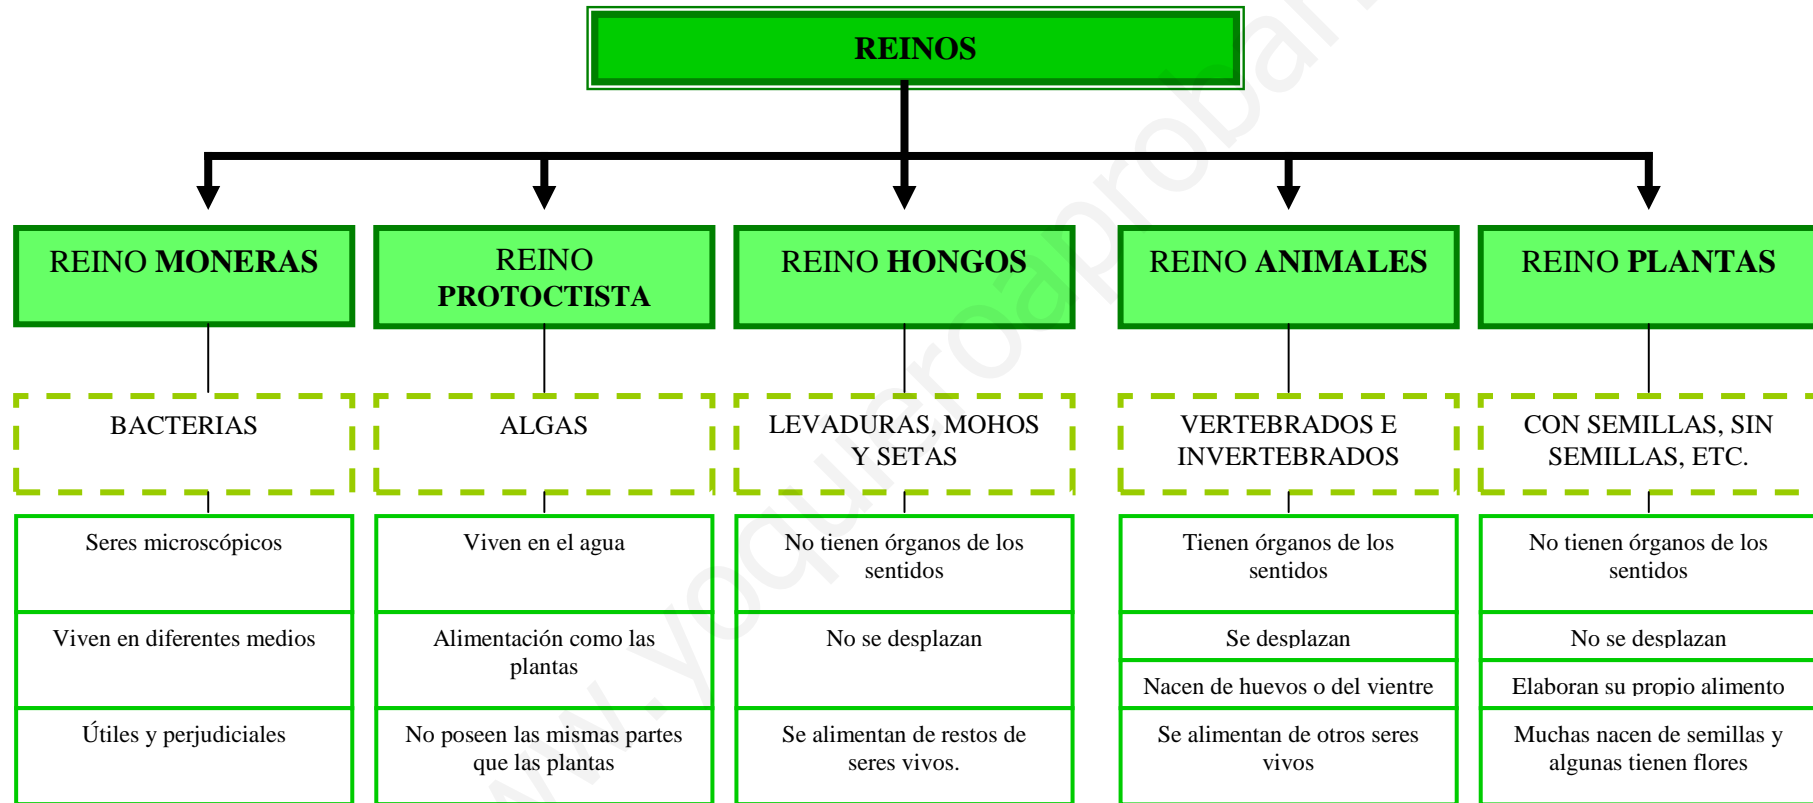 REINOS
REINO MONERAS
REINO
PROTOCTISTA
REINO HONGOS
REINO ANIMALES
REINO PLANTAS
BACTERIAS
ALGAS
LEVADURAS, MOHOS
Y SETAS
VERTEBRADOS E
INVERTEBRADOS
CON SEMILLAS, SIN
SEMILLAS, ETC.
Seres microscópicos
Viven en diferentes medios
Útiles y perjudiciales
Viven en el agua
Alimentación como las
plantas
No poseen las mismas partes
que las plantas
No tienen órganos de los
sentidos
No se desplazan
Se alimentan de restos de
seres vivos.
Tienen órganos de los
sentidos
Se desplazan
Nacen de huevos o del vientre
Se alimentan de otros seres
vivos
No tienen órganos de los
sentidos
No se desplazan
Elaboran su propio alimento
Muchas nacen de semillas y
algunas tienen flores